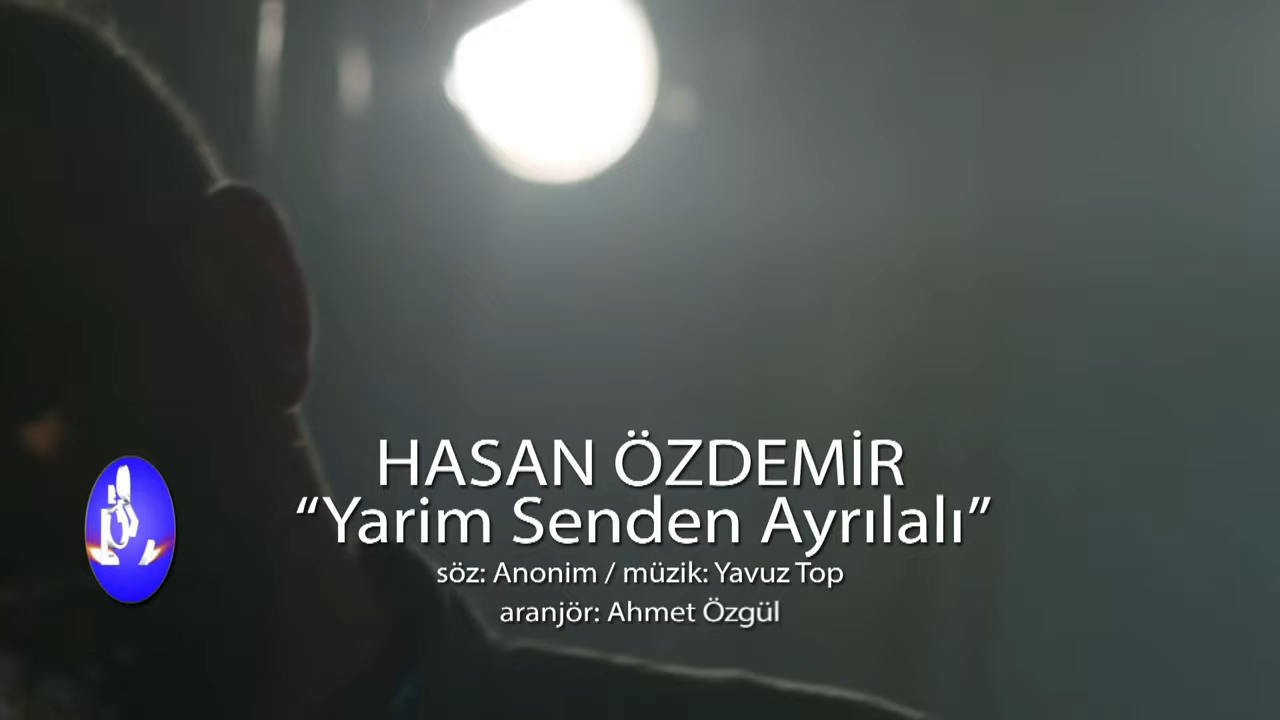 HASAN ÖZDEMİR
“Yarim Senden Ayrılalı”
söz: Anonim / müzik: Yavuz Top
aranjör: Ahmet Özgül